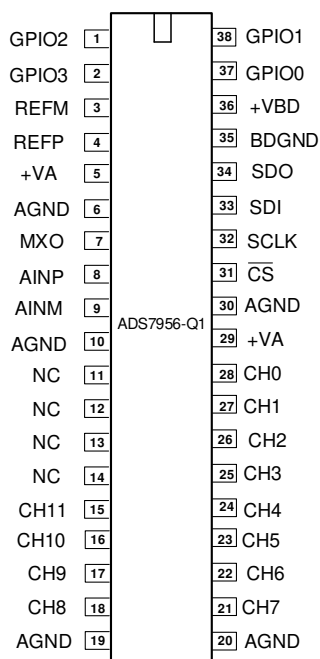 GPIO2 1 38 GPIO1
GPIO3 2 37 GPIO0
REFM 3 36 +VBD
REFP 4 35 BDGND
+VA 5 34 SDO
AGND 6 33 SDI
MXO 7 32 SCLK
AINP 8 31 C̅S̅
AINM 9 30 AGND
ADS7956-Q1
AGND 10 29 +VA
NC 11 28 CH0
NC 12 27 CH1
NC 13 26 CH2
NC 14 25 CH3
CH11 15 24 CH4
CH10 16 23 CH5
CH9 17 22 CH6
CH8 18 21 CH7
AGND 19 20 AGND